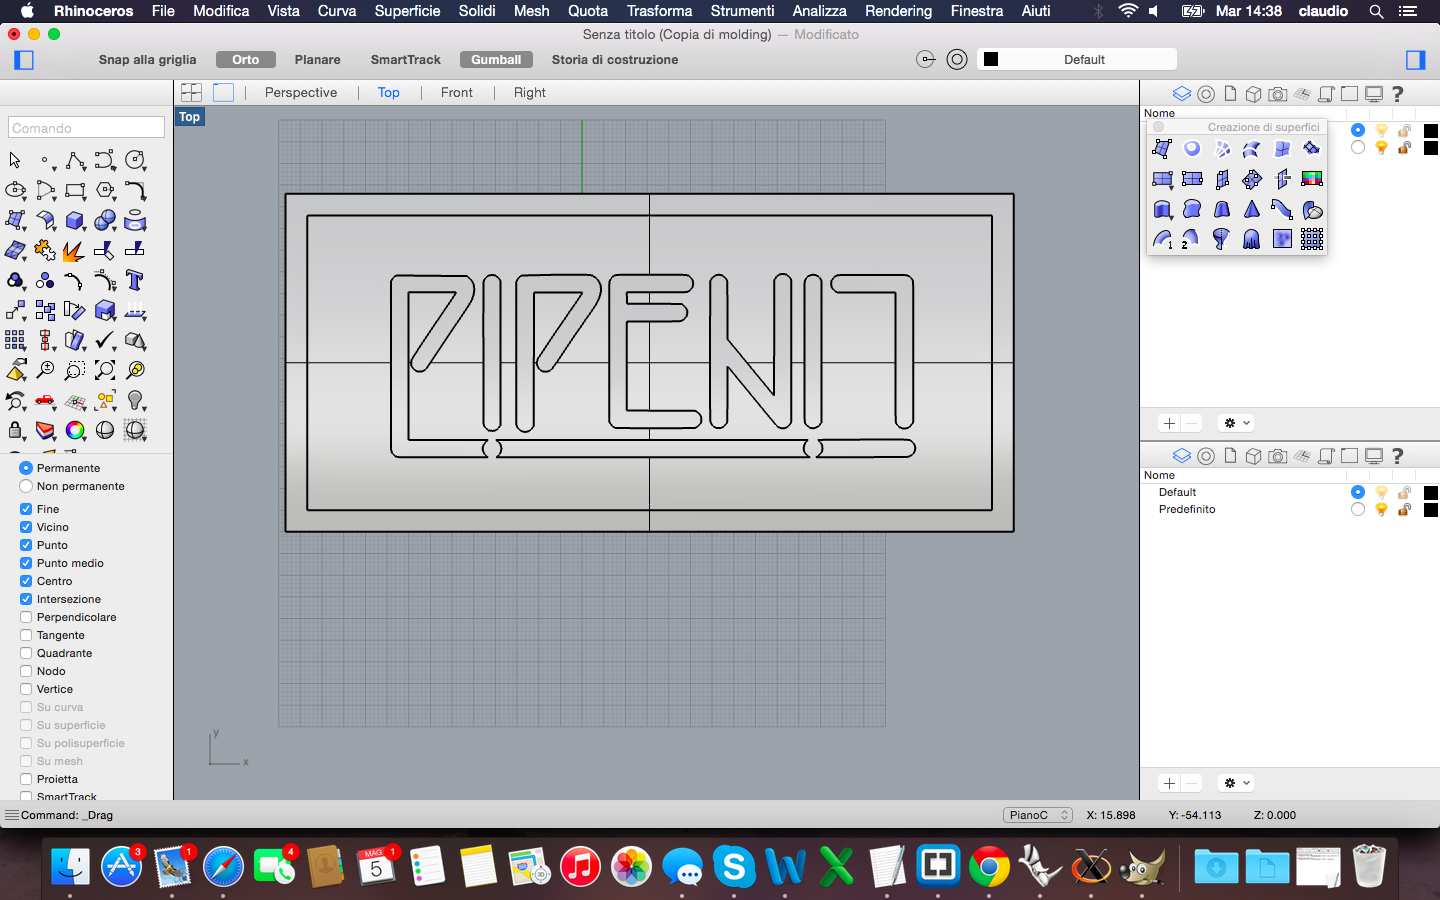 Rhinoceros File Modifica Vista Curva Superficie Solidi Mesh Quota Trasforma Strumenti Analizza Rendering Finestra Aiuti Mar 14:38 claudio
Senza titolo (Copia di molding) — Modificato
Snap alla griglia Orto Planare SmartTrack Gumball Storia di costruzione Default
Perspective Top Front Right
Top
Comando
Nome
Creazione di superfici
Permanente
Non permanente
Fine
Vicino
Punto
Punto medio
Centro
Intersezione
Perpendicolare
Tangente
Quadrante
Nodo
Vertice
Su curva
Su superficie
Su polisuperficie
Su mesh
Proietta
SmartTrack
Nome
Default
Predefinito
y
x
Command: _Drag
PianoC X: 15.898 Y: -54.113 Z: 0.000
3 1 4 MAG 5 1